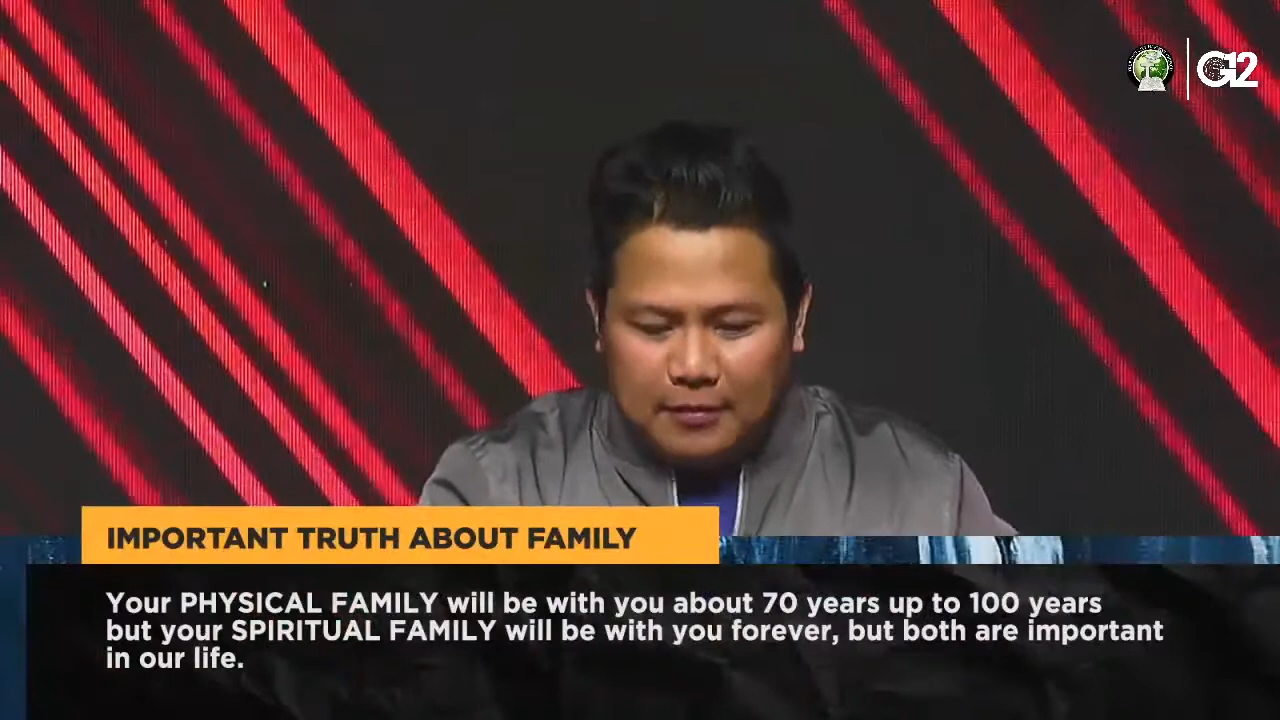 G12
IMPORTANT TRUTH ABOUT FAMILY
Your PHYSICAL FAMILY will be with you about 70 years up to 100 years
but your SPIRITUAL FAMILY will be with you forever, but both are important
in our life.